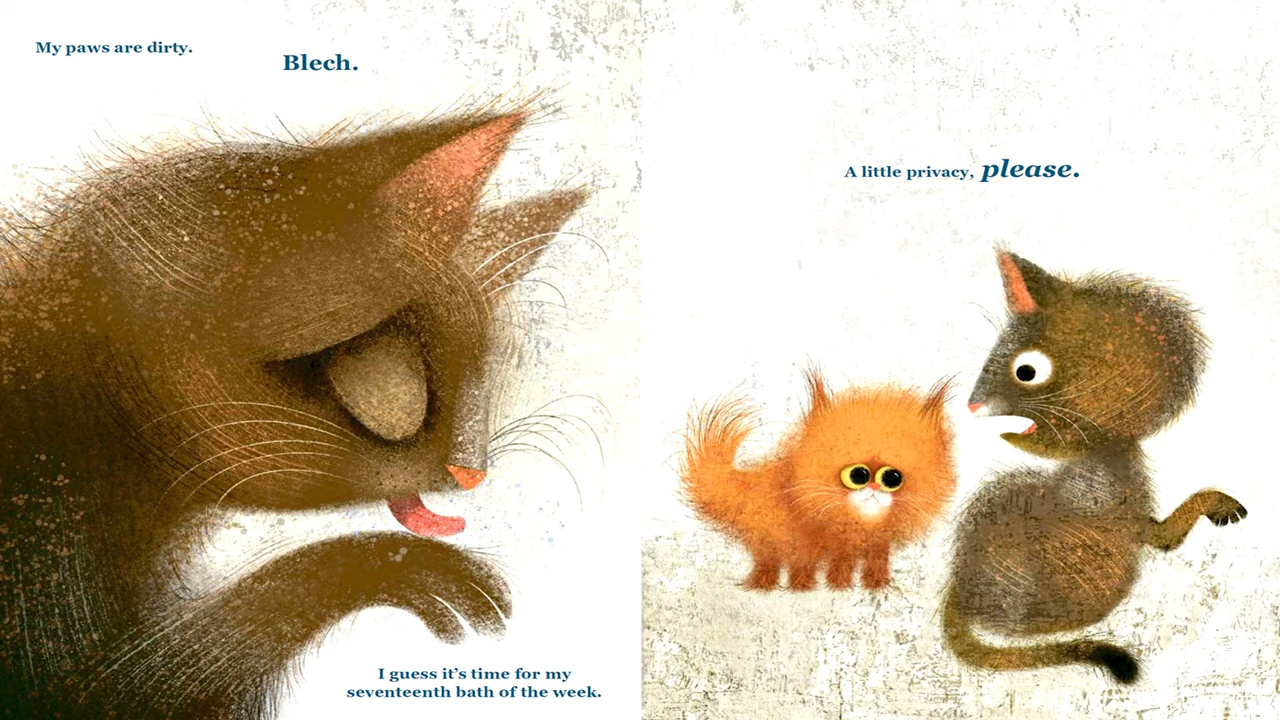 My paws are dirty.
Blech.
I guess it’s time for my
seventeenth bath of the week.
A little privacy, please.